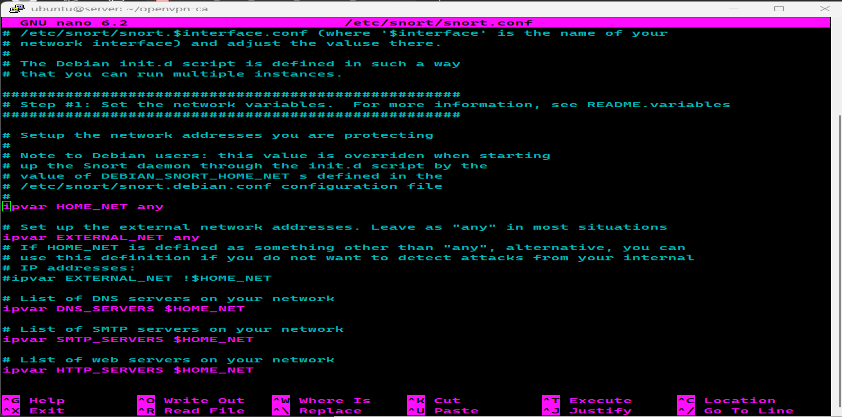 ubuntu@server: ~/openvpn-ca
GNU nano 6.2 /etc/snort/snort.conf
# /etc/snort/snort.$interface.conf (where '$interface' is the name of your
# network interface) and adjust the valuse there.
#
# The Debian init.d script is defined in such a way
# that you can run multiple instances.
###################################################
# Step #1: Set the network variables.  For more information, see README.variables
###################################################
# Setup the network addresses you are protecting
#
# Note to Debian users: this value is overriden when starting
# up the Snort daemon through the init.d script by the
# value of DEBIAN_SNORT_HOME_NET s defined in the
# /etc/snort/snort.debian.conf configuration file
#
ipvar HOME_NET any
# Set up the external network addresses. Leave as "any" in most situations
ipvar EXTERNAL_NET any
# If HOME_NET is defined as something other than "any", alternative, you can
# use this definition if you do not want to detect attacks from your internal
# IP addresses:
#ipvar EXTERNAL_NET !$HOME_NET
# List of DNS servers on your network
ipvar DNS_SERVERS $HOME_NET
# List of SMTP servers on your network
ipvar SMTP_SERVERS $HOME_NET
# List of web servers on your network
ipvar HTTP_SERVERS $HOME_NET
^G Help ^O Write Out ^W Where Is ^K Cut ^T Execute ^C Location
^X Exit ^R Read File ^\ Replace ^U Paste ^J Justify ^/ Go To Line